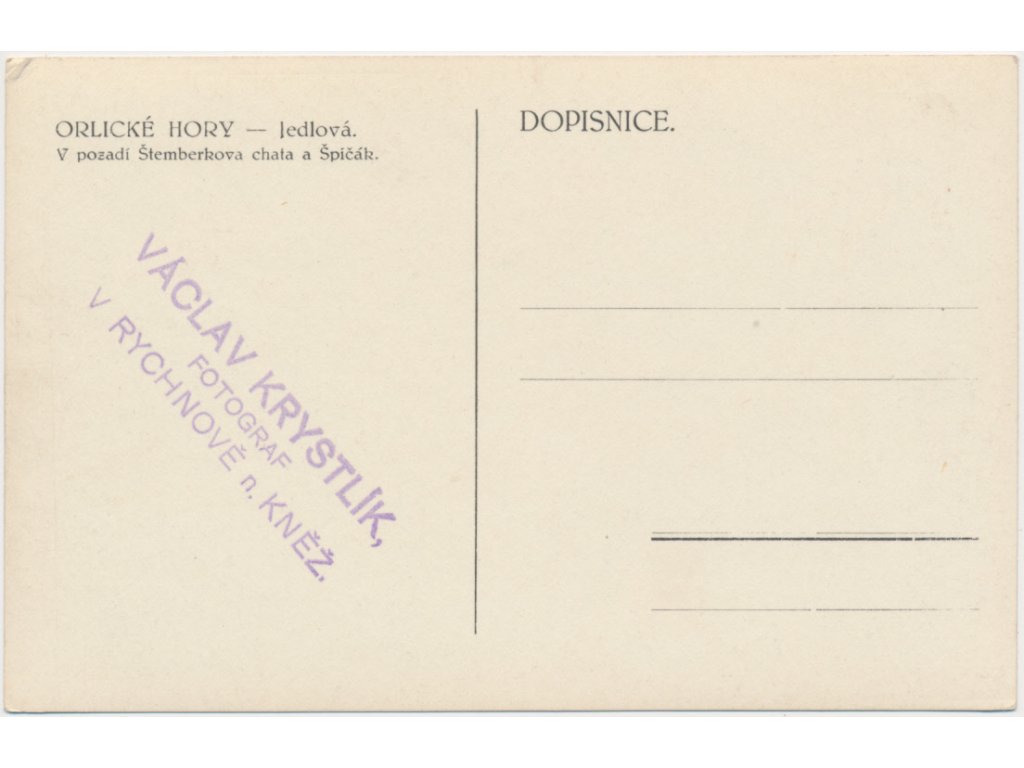 ORLICKÉ HORY — Jedlová.
V pozadí Štemberkova chata a Špičák.
DOPISNICE.
VÁCLAV KRYSTLÍK,
FOTOGRAF
V RYCHNOVĚ n. KNĚŽ.